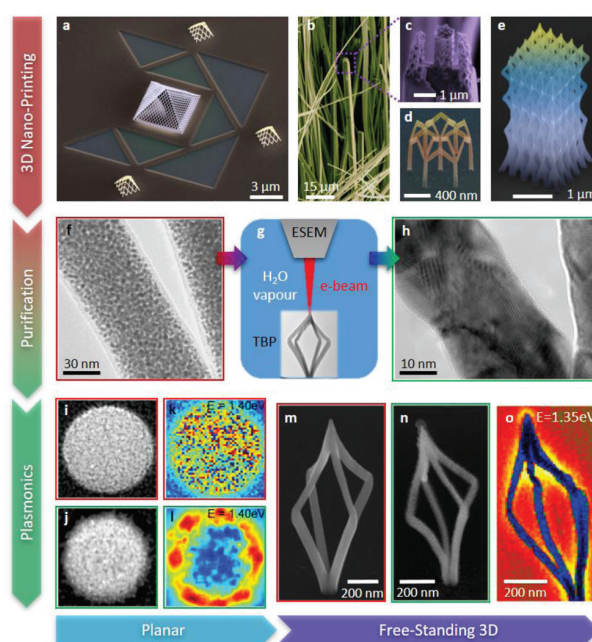 3D Nano-Printing
a
3 µm
b
15 µm
c
1 µm
d
400 nm
e
1 µm
Purification
f
30 nm
g
ESEM
H2O
vapour
e-beam
TBP
h
10 nm
Plasmonics
i
k
E = 1.40eV
j
l
E = 1.40eV
m
200 nm
n
200 nm
o
E=1.35eV
200 nm
Planar
Free-Standing 3D